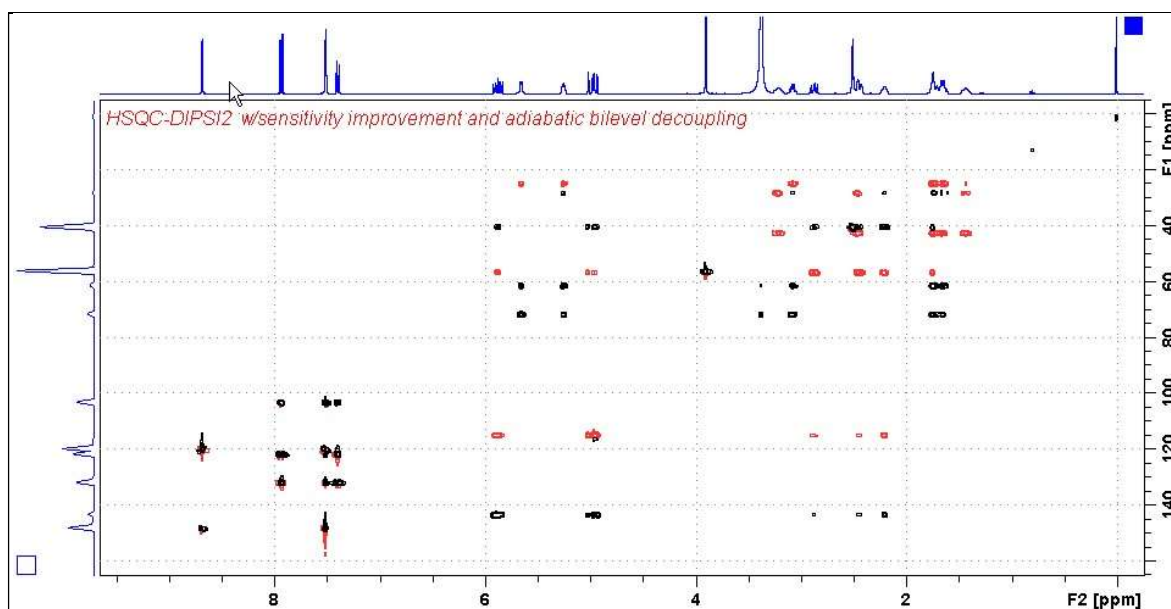 HSQC-DIPSI2 w/sensitivity improvement and adiabatic bilevel decoupling
F1 [ppm]
40
60
80
100
120
140
8 6 4 2 F2 [ppm]